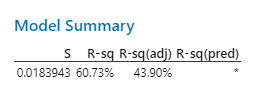 Model Summary
S R-sq R-sq(adj) R-sq(pred)
0.0183943 60.73% 43.90% *